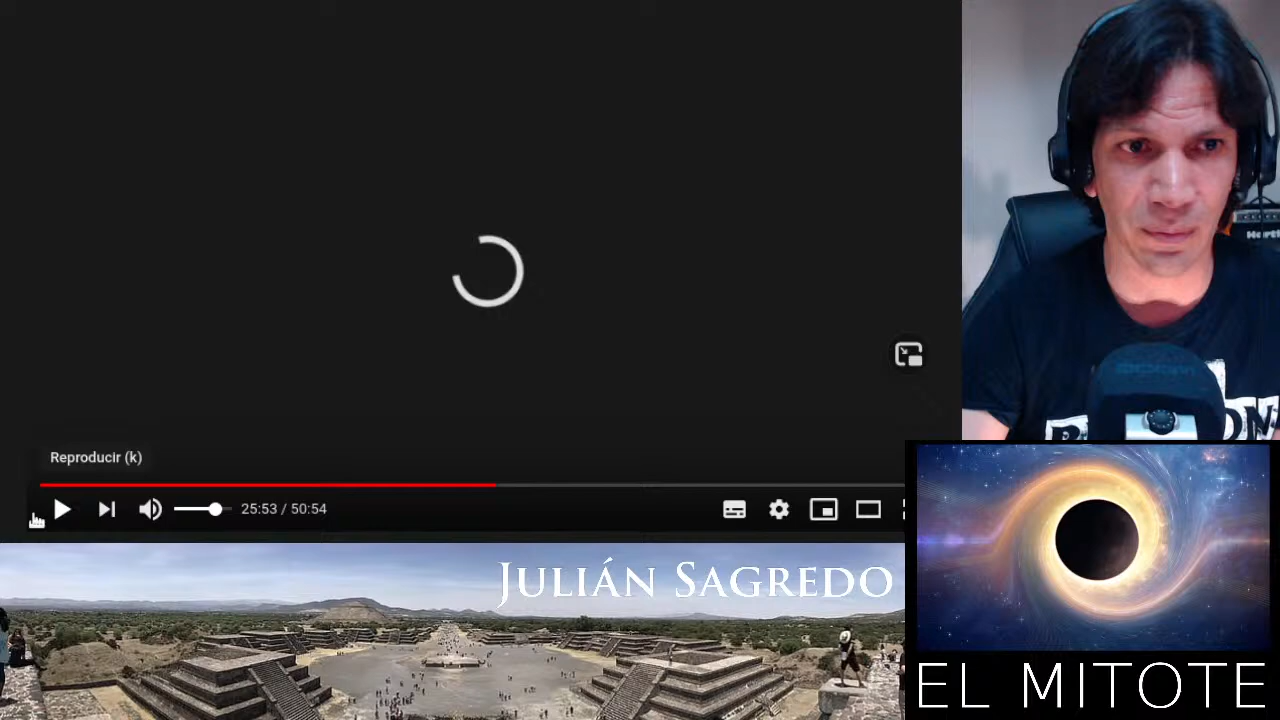 Reproducir (k)
25:53 / 50:54
JULIÁN SAGREDO
EL MITOTE